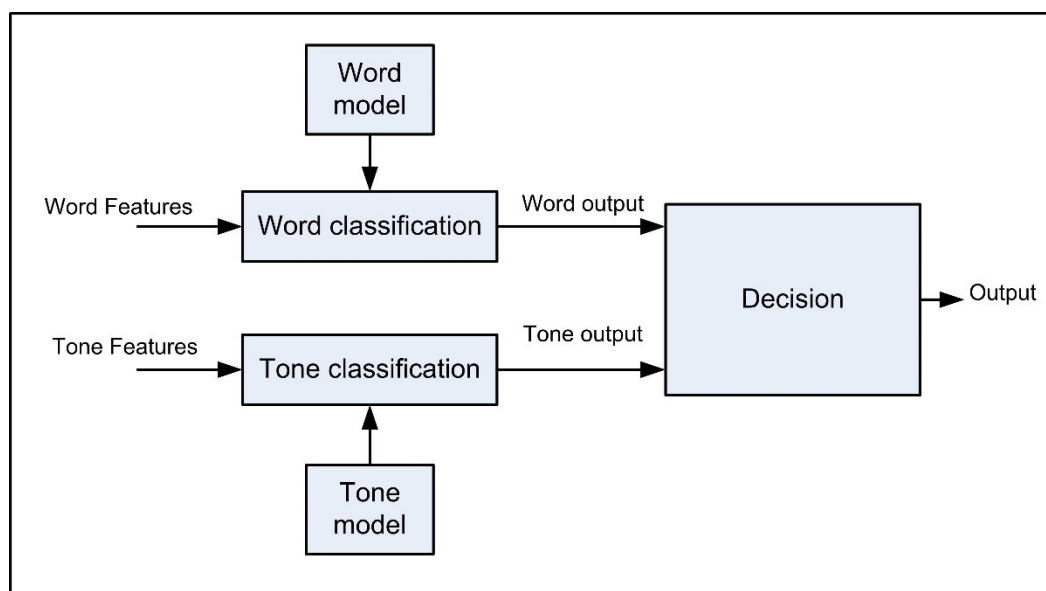 Word
model
Word Features
Word classification
Word output
Decision
Output
Tone Features
Tone classification
Tone output
Tone
model